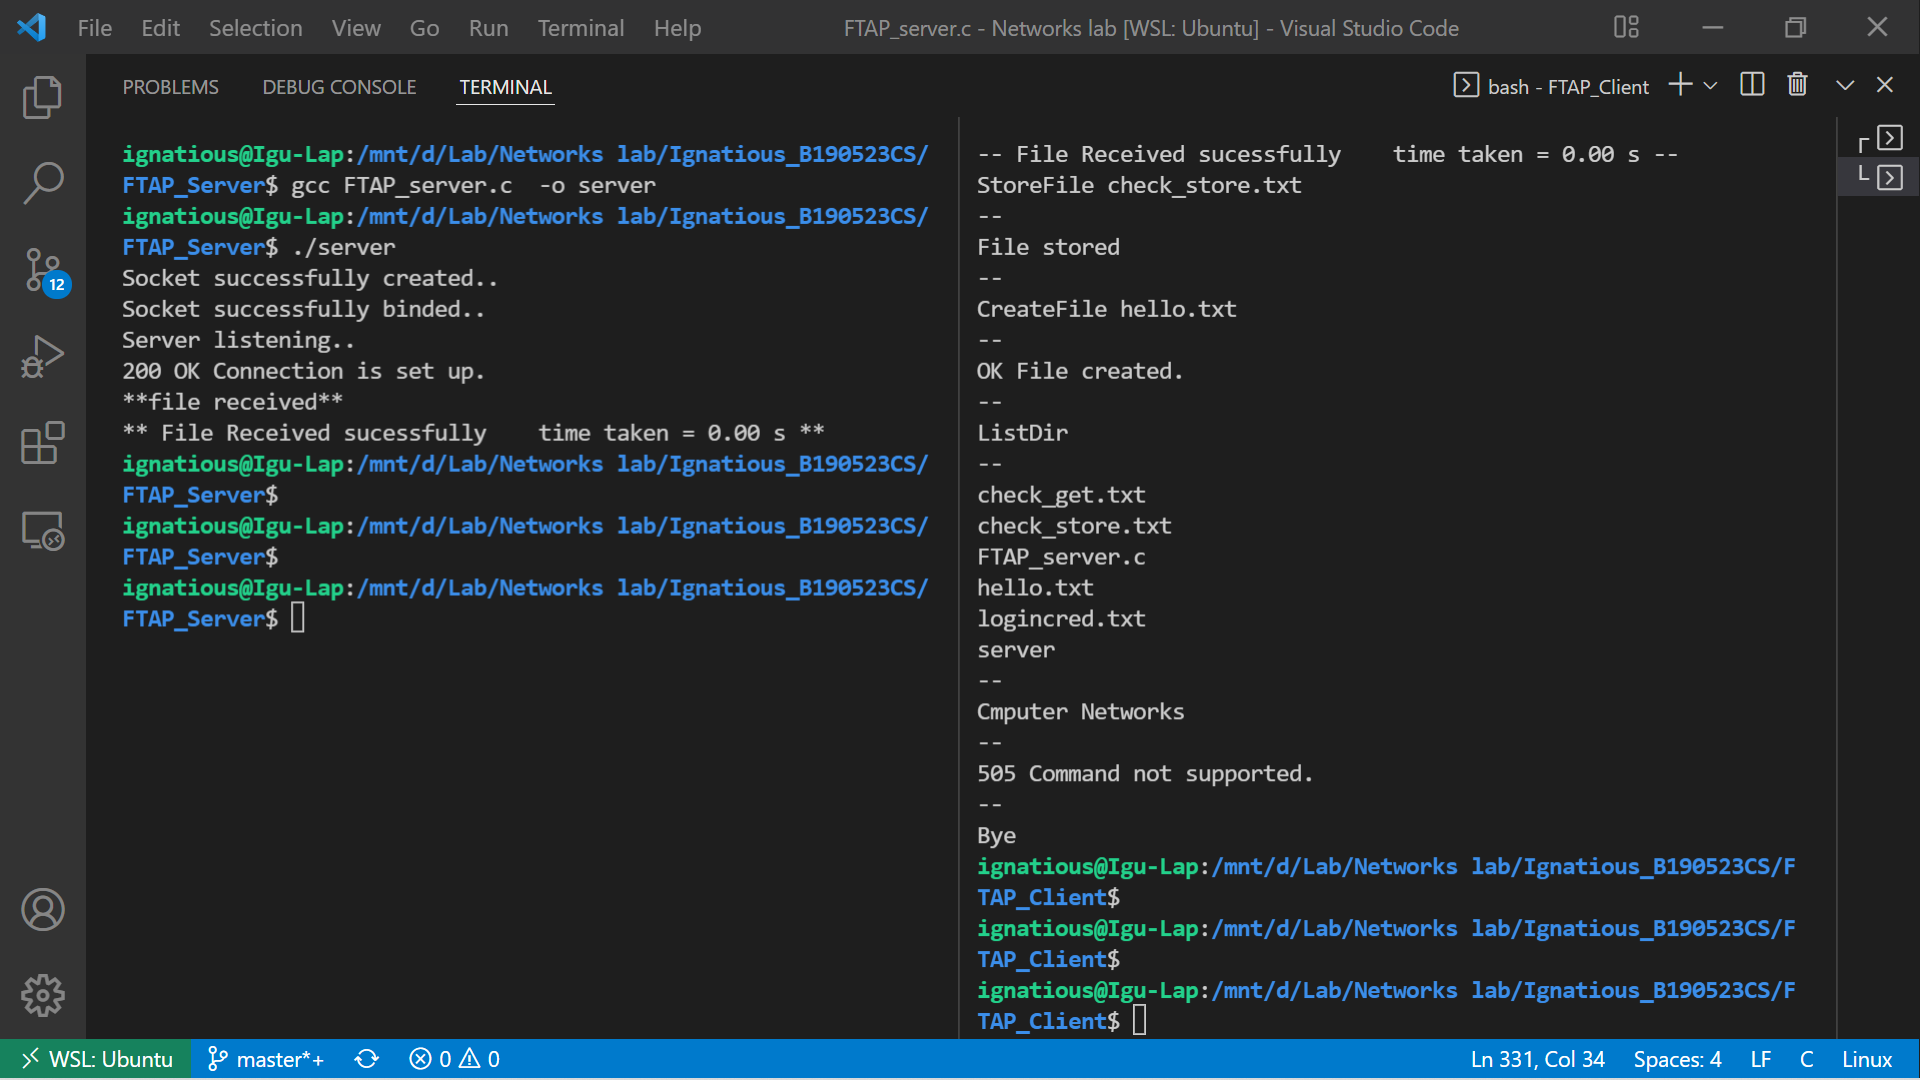 File Edit Selection View Go Run Terminal Help FTAP_server.c - Networks lab [WSL: Ubuntu] - Visual Studio Code
PROBLEMS DEBUG CONSOLE TERMINAL bash - FTAP_Client
12
ignatious@Igu-Lap:/mnt/d/Lab/Networks lab/Ignatious_B190523CS/
FTAP_Server$ gcc FTAP_server.c  -o server
ignatious@Igu-Lap:/mnt/d/Lab/Networks lab/Ignatious_B190523CS/
FTAP_Server$ ./server
Socket successfully created..
Socket successfully binded..
Server listening..
200 OK Connection is set up.
**file received**
** File Received sucessfully    time taken = 0.00 s **
ignatious@Igu-Lap:/mnt/d/Lab/Networks lab/Ignatious_B190523CS/
FTAP_Server$
ignatious@Igu-Lap:/mnt/d/Lab/Networks lab/Ignatious_B190523CS/
FTAP_Server$
ignatious@Igu-Lap:/mnt/d/Lab/Networks lab/Ignatious_B190523CS/
FTAP_Server$
-- File Received sucessfully    time taken = 0.00 s --
StoreFile check_store.txt
--
File stored
--
CreateFile hello.txt
--
OK File created.
--
ListDir
--
check_get.txt
check_store.txt
FTAP_server.c
hello.txt
logincred.txt
server
--
Cmputer Networks
--
505 Command not supported.
--
Bye
ignatious@Igu-Lap:/mnt/d/Lab/Networks lab/Ignatious_B190523CS/F
TAP_Client$
ignatious@Igu-Lap:/mnt/d/Lab/Networks lab/Ignatious_B190523CS/F
TAP_Client$
ignatious@Igu-Lap:/mnt/d/Lab/Networks lab/Ignatious_B190523CS/F
TAP_Client$
WSL: Ubuntu master*+ 0 0 Ln 331, Col 34 Spaces: 4 LF C Linux